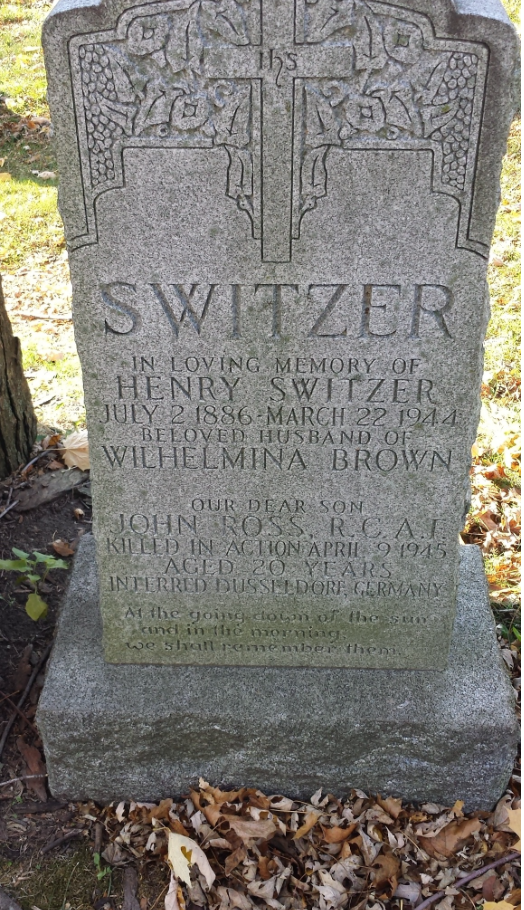 IHS
SWITZER
IN LOVING MEMORY OF
HENRY SWITZER
JULY 2 1886 - MARCH 22 1944
BELOVED HUSBAND OF
WILHELMINA BROWN
OUR DEAR SON
JOHN ROSS, R.C.A.F.
KILLED IN ACTION APRIL 9 1945
AGED 20 YEARS
INTERRED DUSSELDORF, GERMANY
At the going down of the sun
and in the morning
we shall remember them.